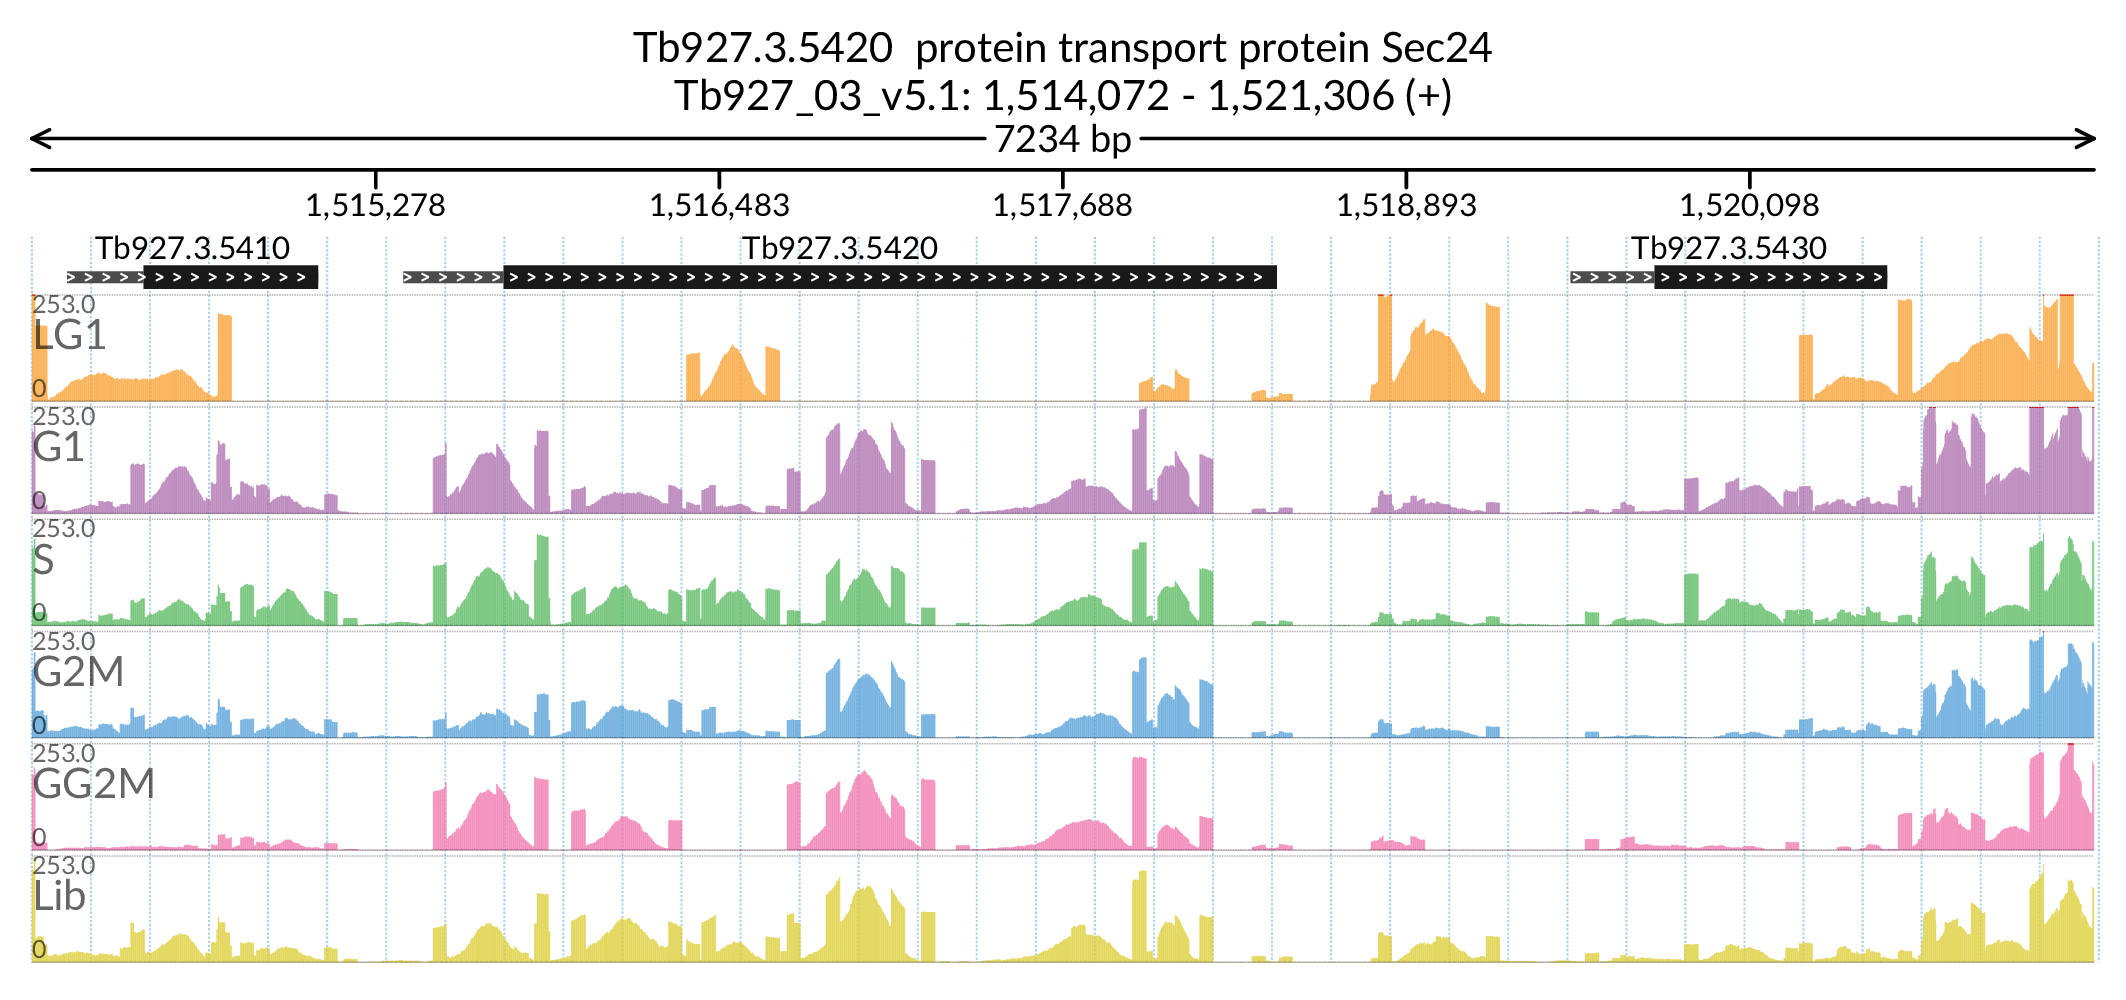 Tb927.3.5420  protein transport protein Sec24
Tb927_03_v5.1: 1,514,072 - 1,521,306 (+)
7234 bp
1,515,278 1,516,483 1,517,688 1,518,893 1,520,098
Tb927.3.5410 Tb927.3.5420 Tb927.3.5430
253.0
LG1
0
253.0
G1
0
253.0
S
0
253.0
G2M
0
253.0
GG2M
0
253.0
Lib
0